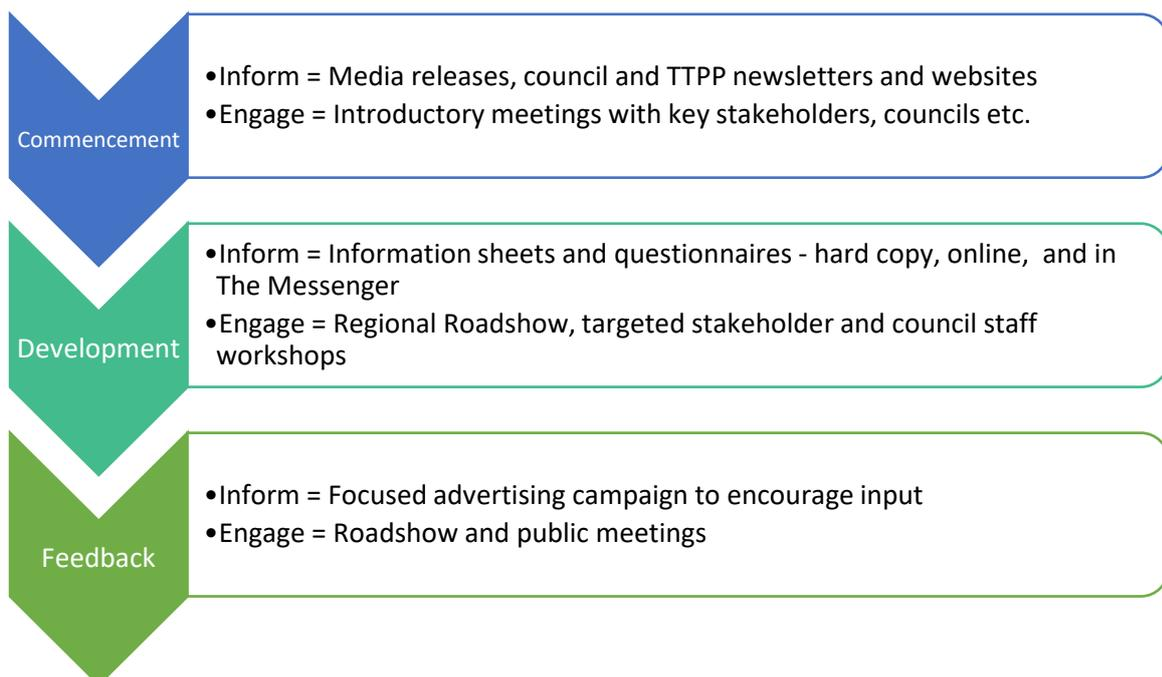 Commencement
•Inform = Media releases, council and TTPP newsletters and websites
•Engage = Introductory meetings with key stakeholders, councils etc.
Development
•Inform = Information sheets and questionnaires - hard copy, online,  and in
The Messenger
•Engage = Regional Roadshow, targeted stakeholder and council staff
workshops
Feedback
•Inform = Focused advertising campaign to encourage input
•Engage = Roadshow and public meetings